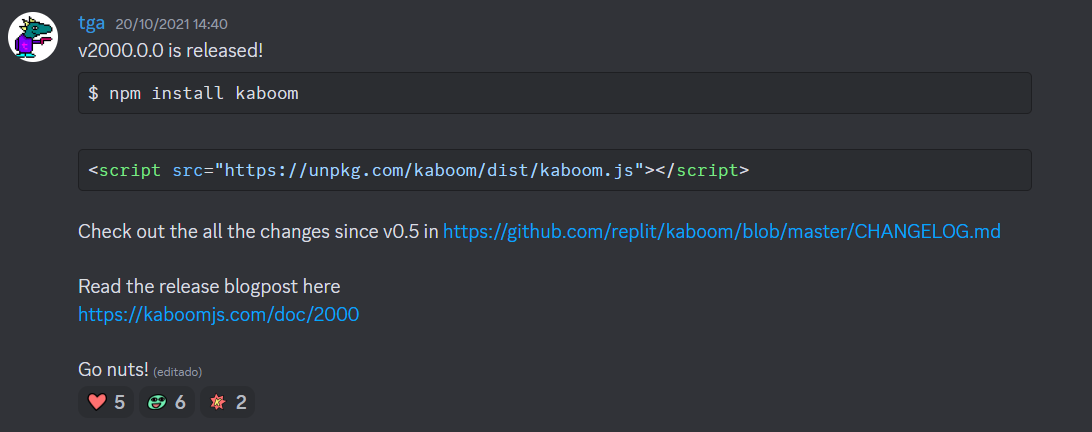 tga 20/10/2021 14:40
v2000.0.0 is released!
$ npm install kaboom
<script src="https://unpkg.com/kaboom/dist/kaboom.js"></script>
Check out the all the changes since v0.5 in https://github.com/replit/kaboom/blob/master/CHANGELOG.md
Read the release blogpost here
https://kaboomjs.com/doc/2000
Go nuts! (editado)
5 6 2